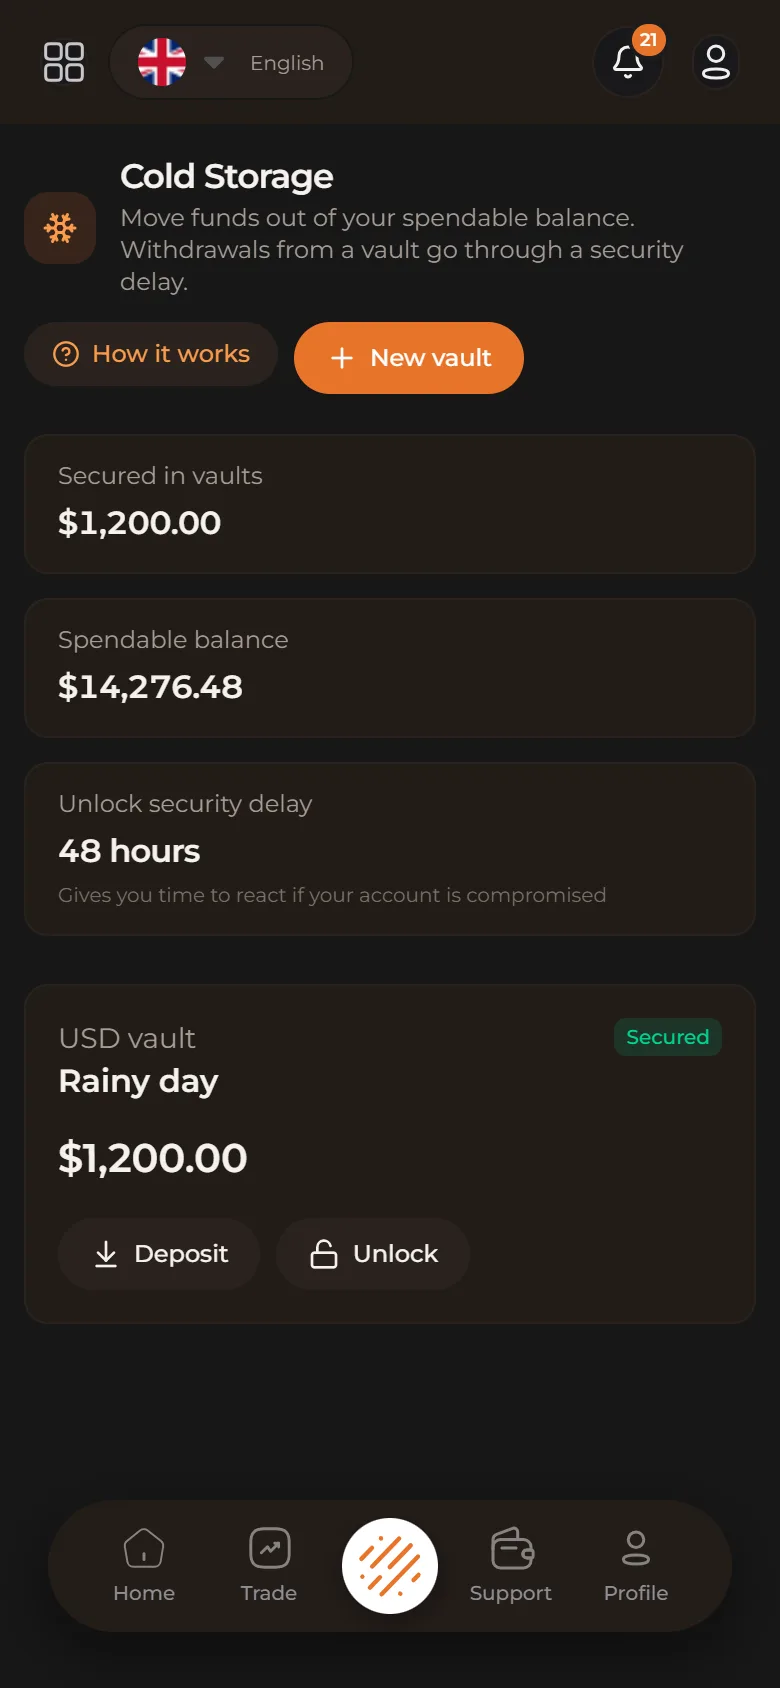 English
21
Cold Storage
Move funds out of your spendable balance.
Withdrawals from a vault go through a security
delay.
How it works
New vault
Secured in vaults
$1,200.00
Spendable balance
$14,276.48
Unlock security delay
48 hours
Gives you time to react if your account is compromised
USD vault
Secured
Rainy day
$1,200.00
Deposit
Unlock
Home
Trade
Support
Profile